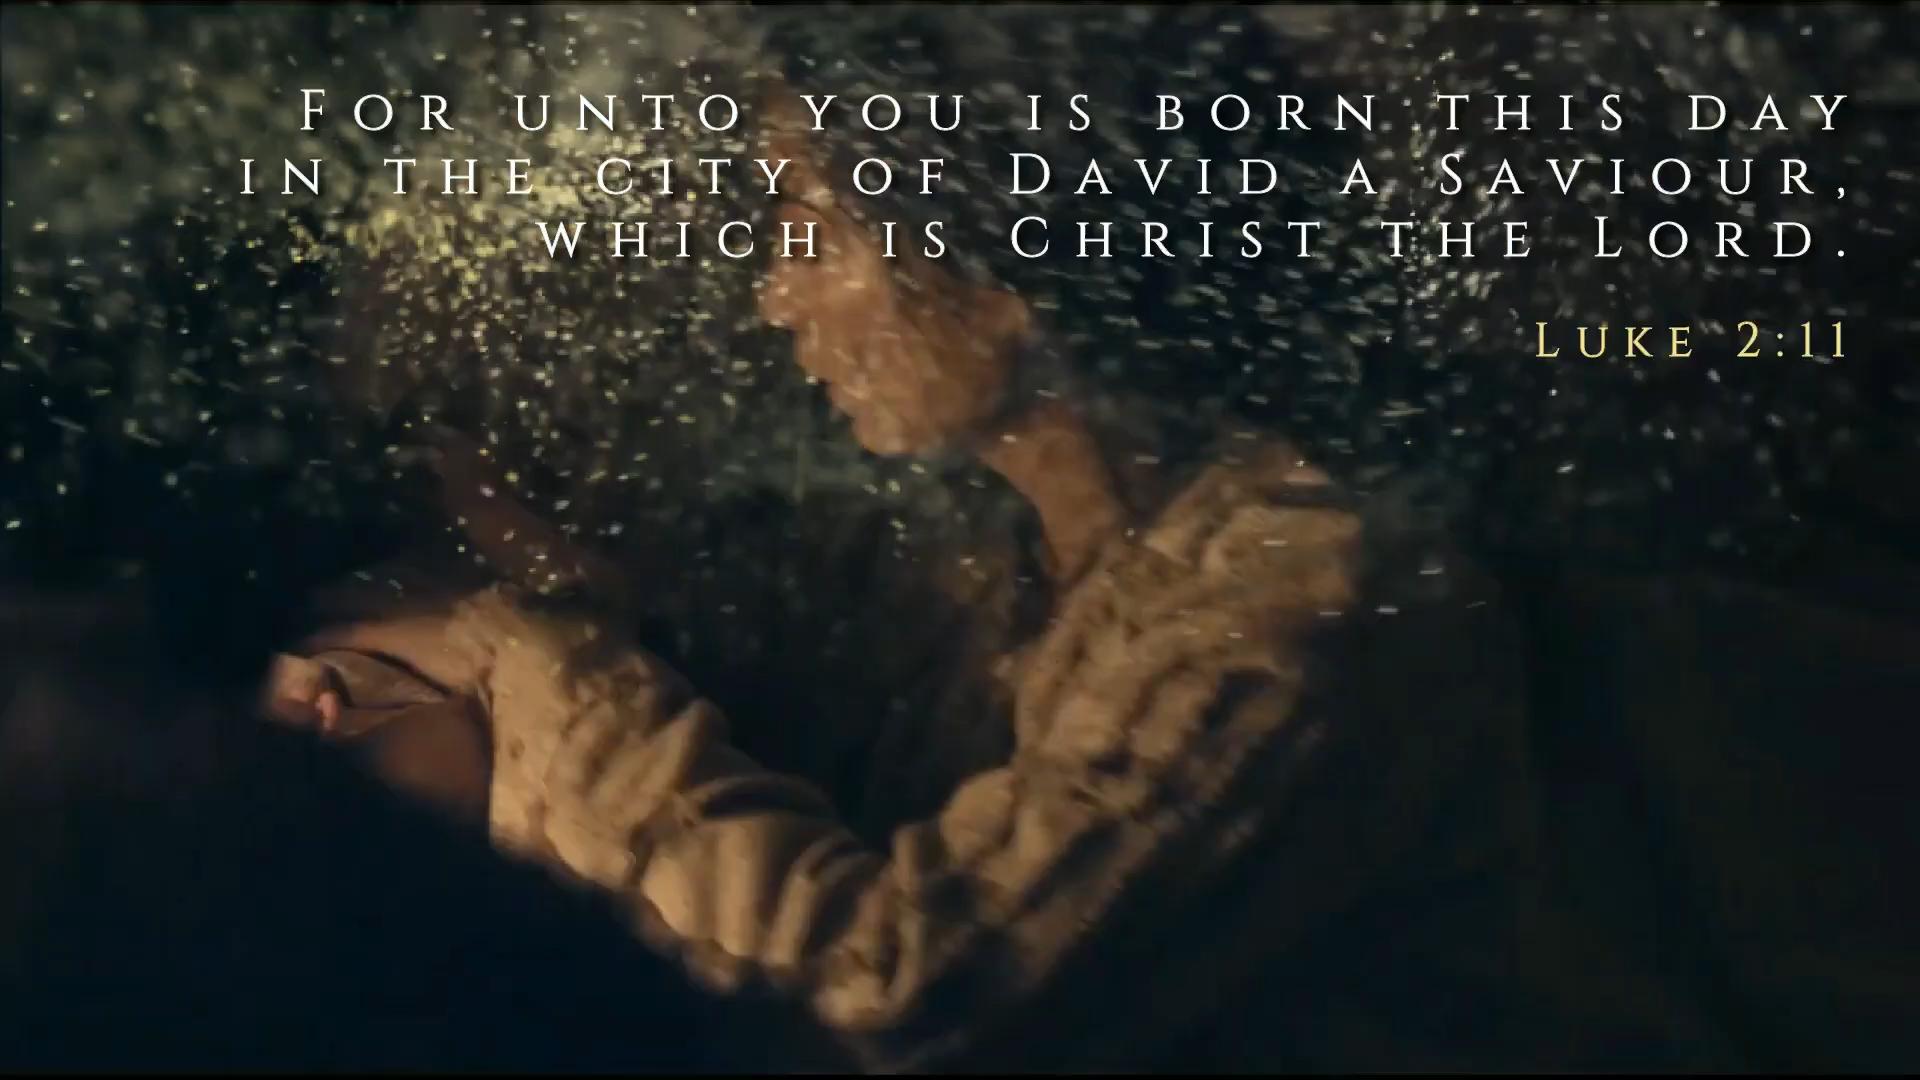 For unto you is born this day
in the city of David a Saviour,
which is Christ the Lord.
Luke 2:11